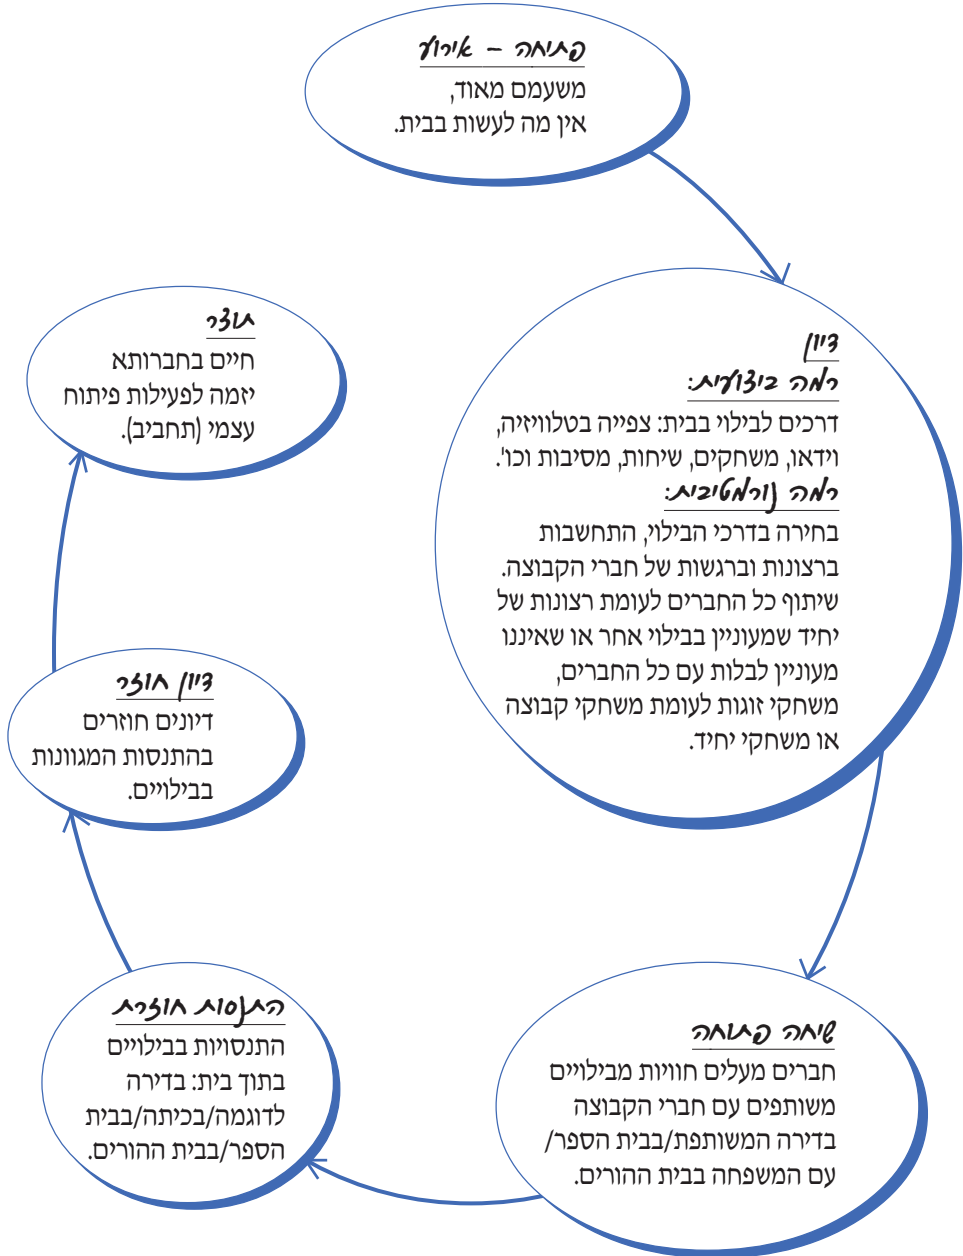 פתיחה – אירוע
משעמם מאוד,
אין מה לעשות בבית.
דיון
רמה ביצועית:
דרכים לבילוי בבית: צפייה בטלוויזיה,
וידאו, משחקים, שיחות, מסיבות וכו'.
רמה נורמטיבית:
בחירה בדרכי הבילוי, התחשבות
ברצונות וברגשות של חברי הקבוצה.
שיתוף כל החברים לעומת רצונות של
יחיד שמעוניין בבילוי אחר או שאיננו
מעוניין לבלות עם כל החברים,
משחקי זוגות לעומת משחקי קבוצה
או משחקי יחיד.
שיחה פתוחה
חברים מעלים חוויות מבילויים
משותפים עם חברי הקבוצה
בדירה המשותפת/בבית הספר/
עם המשפחה בבית ההורים.
התנסות חוזרת
התנסויות בבילויים
בתוך בית: בדירה
לדוגמה/בכיתה/בבית
הספר/בבית ההורים.
דיון חוזר
דיונים חוזרים
בהתנסות המגוונות
בבילויים.
תוצר
חיים בחברותא
יזמה לפעילות פיתוח
עצמי (תחביב).